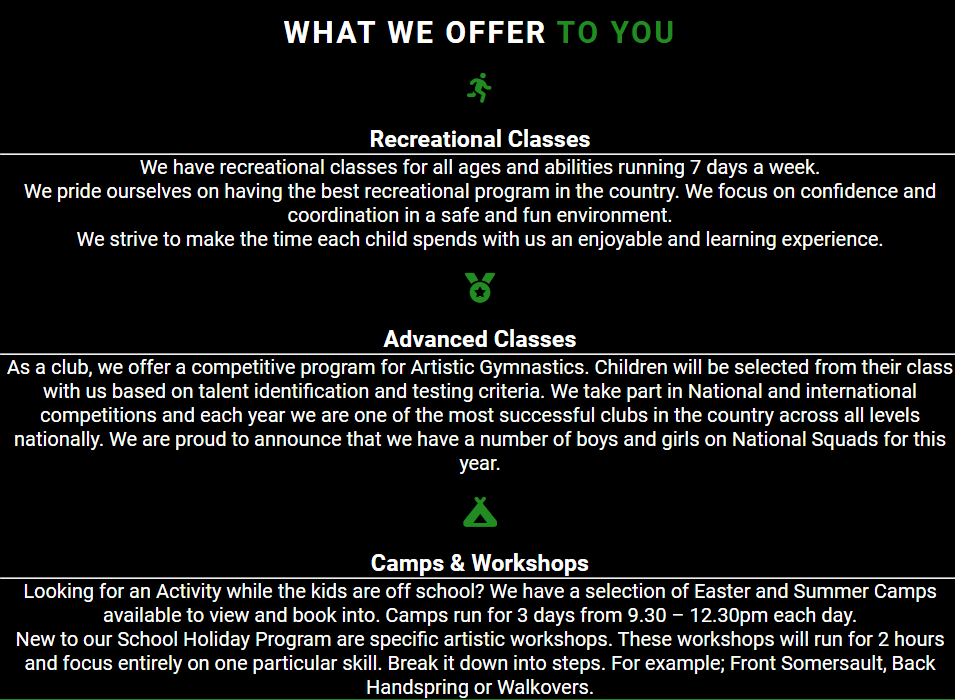 WHAT WE OFFER TO YOU
Recreational Classes
We have recreational classes for all ages and abilities running 7 days a week.
We pride ourselves on having the best recreational program in the country. We focus on confidence and
coordination in a safe and fun environment.
We strive to make the time each child spends with us an enjoyable and learning experience.
Advanced Classes
As a club, we offer a competitive program for Artistic Gymnastics. Children will be selected from their class
with us based on talent identification and testing criteria. We take part in National and international
competitions and each year we are one of the most successful clubs in the country across all levels
nationally. We are proud to announce that we have a number of boys and girls on National Squads for this
year.
Camps & Workshops
Looking for an Activity while the kids are off school? We have a selection of Easter and Summer Camps
available to view and book into. Camps run for 3 days from 9.30 – 12.30pm each day.
New to our School Holiday Program are specific artistic workshops. These workshops will run for 2 hours
and focus entirely on one particular skill. Break it down into steps. For example; Front Somersault, Back
Handspring or Walkovers.